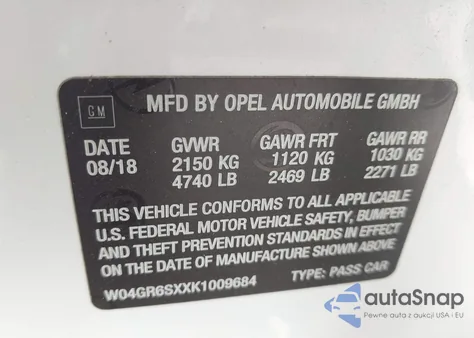 GM
MFD BY OPEL AUTOMOBILE GMBH
DATE GVWR GAWR FRT GAWR RR
08/18 2150 KG 1120 KG 1030 KG
4740 LB 2469 LB 2271 LB
THIS VEHICLE CONFORMS TO ALL APPLICABLE
U.S. FEDERAL MOTOR VEHICLE SAFETY, BUMPER
AND THEFT PREVENTION STANDARDS IN EFFECT
ON THE DATE OF MANUFACTURE SHOWN ABOVE
W04GR6SXXK1009684 TYPE: PASS CAR
autaSnap
Pewne auta z aukcji USA i EU